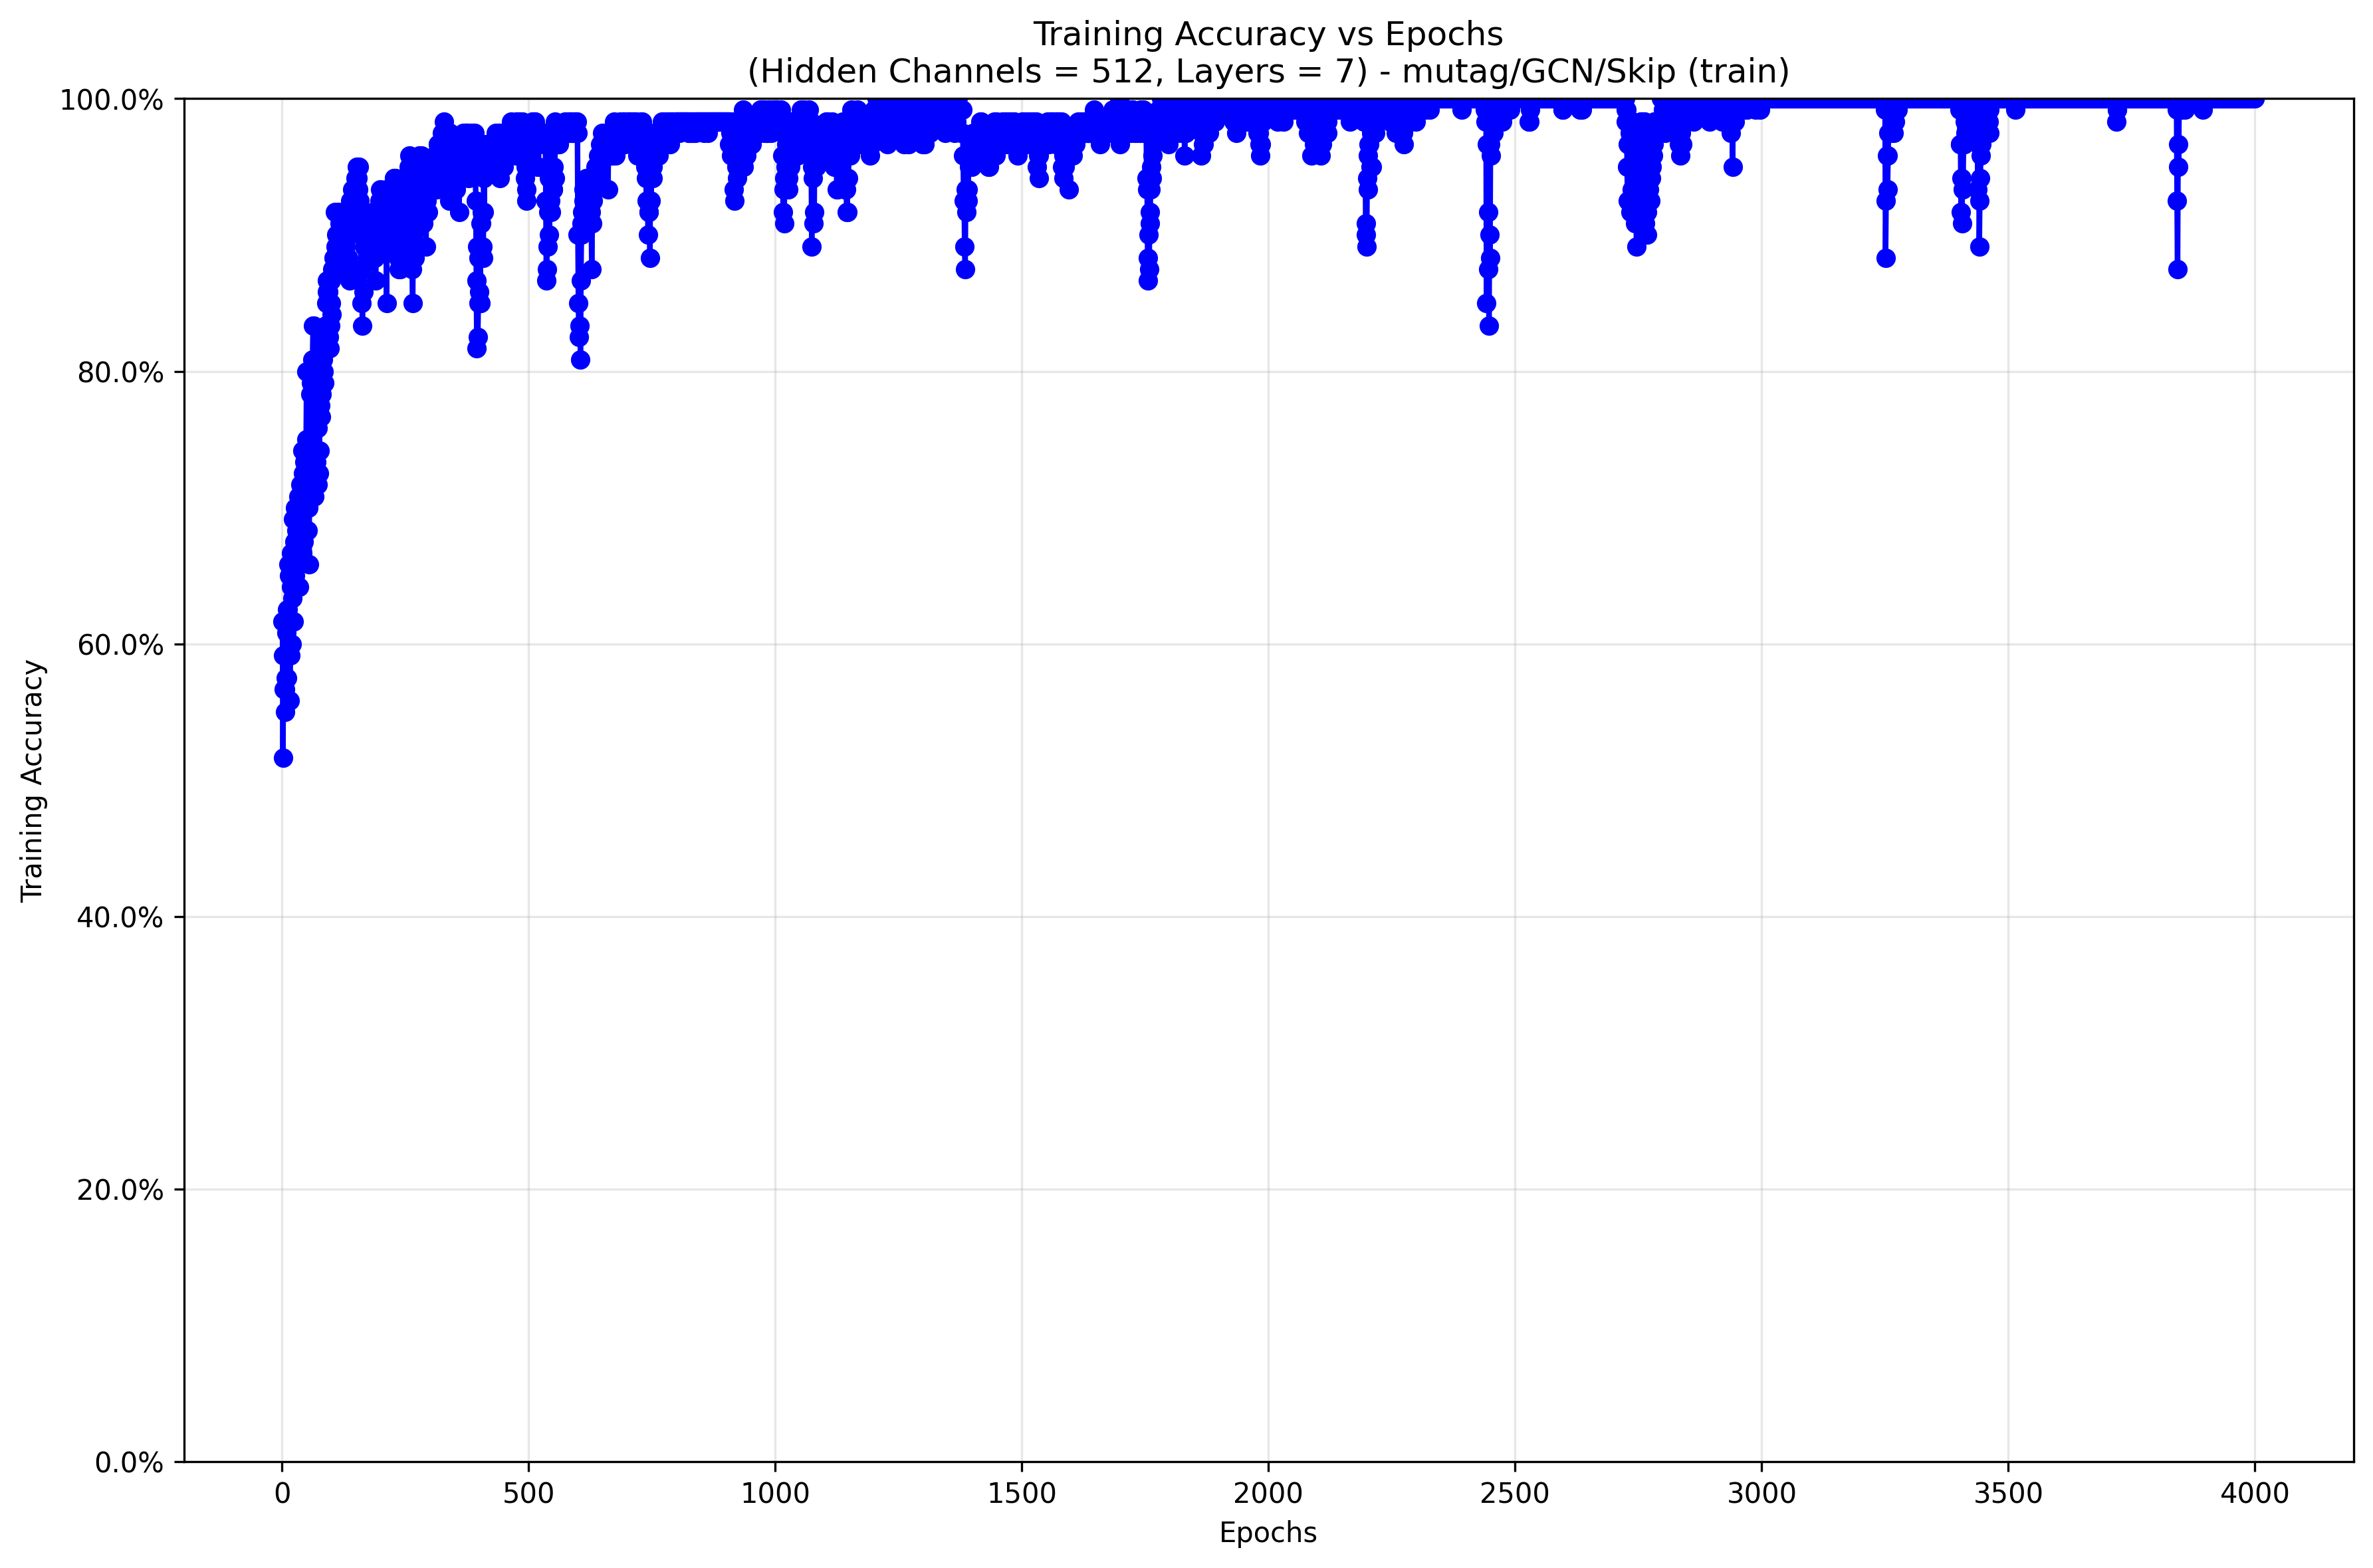 Training Accuracy vs Epochs
(Hidden Channels = 512, Layers = 7) - mutag/GCN/Skip (train)
100.0%
80.0%
60.0%
40.0%
20.0%
0.0%
Training Accuracy
0 500 1000 1500 2000 2500 3000 3500 4000
Epochs